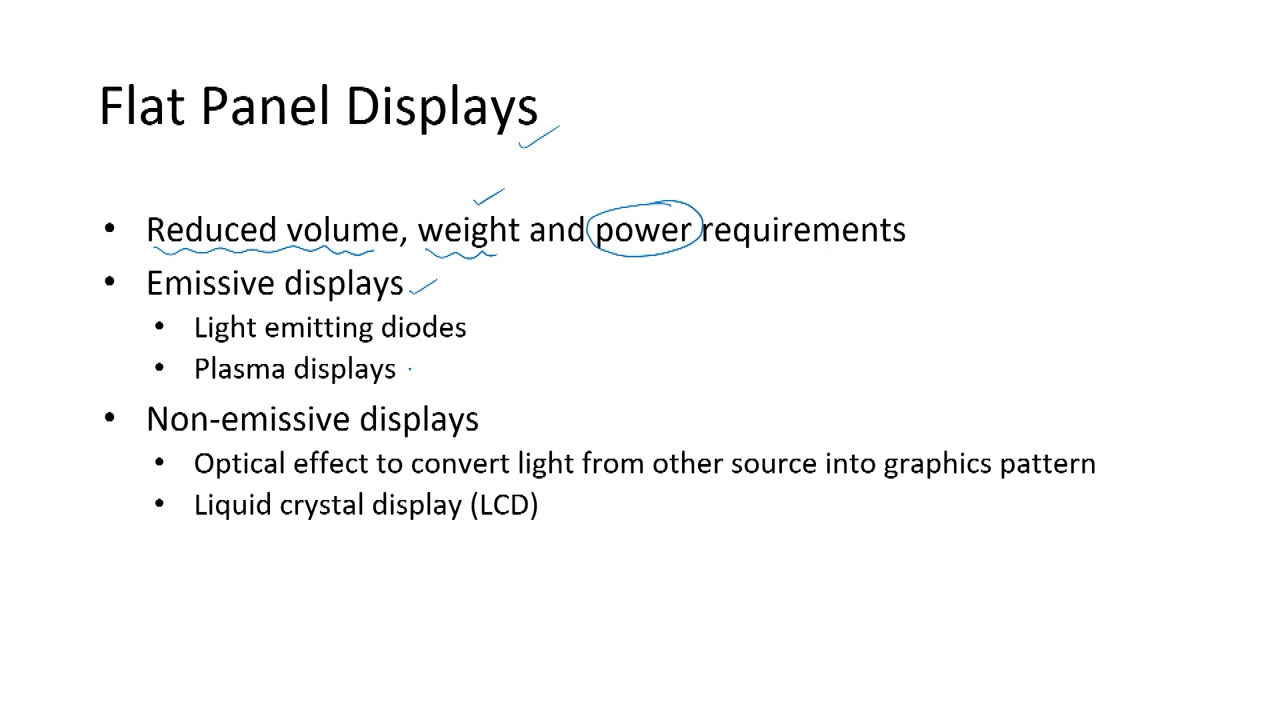 Flat Panel Displays
• Reduced volume, weight and power requirements
• Emissive displays
• Light emitting diodes
• Plasma displays
• Non-emissive displays
• Optical effect to convert light from other source into graphics pattern
• Liquid crystal display (LCD)